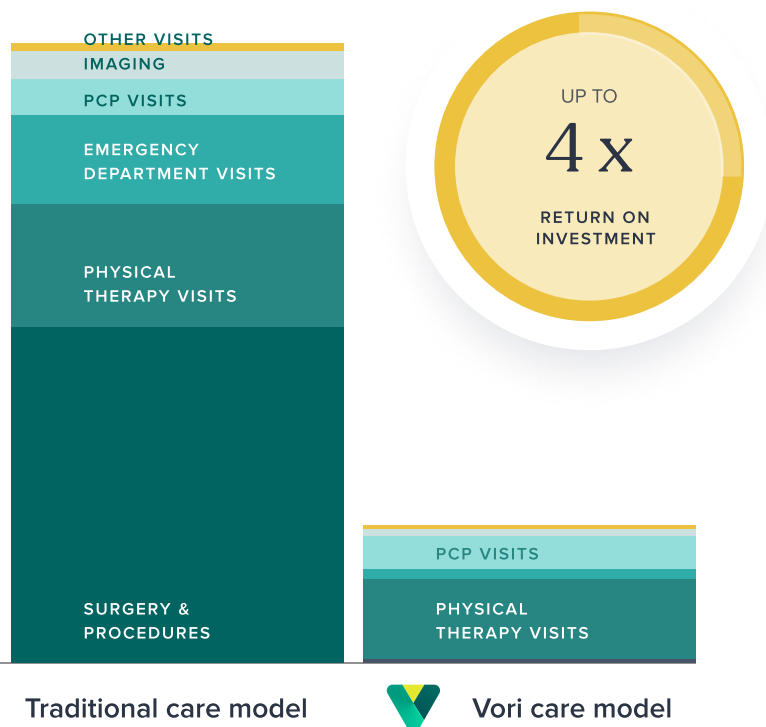 OTHER VISITS
IMAGING
PCP VISITS
EMERGENCY
DEPARTMENT VISITS
PHYSICAL
THERAPY VISITS
SURGERY &
PROCEDURES
UP TO
4 x
RETURN ON
INVESTMENT
PCP VISITS
PHYSICAL
THERAPY VISITS
Traditional care model
Vori care model